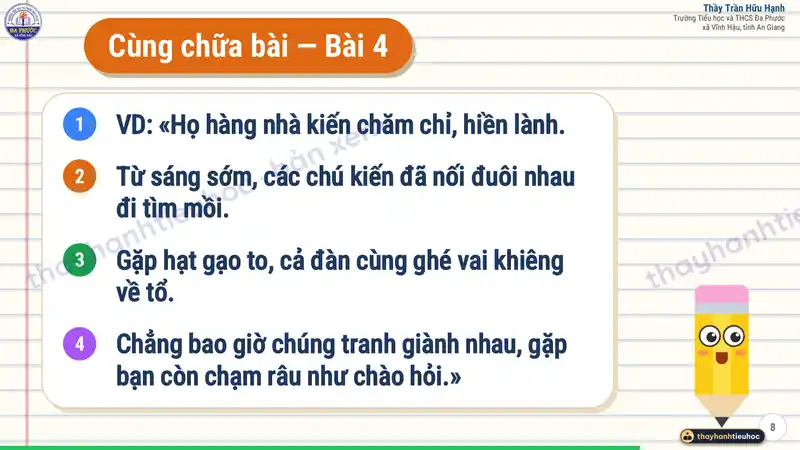 ĐA PHƯỚC
Thầy Trần Hữu Hạnh
Trường Tiểu học và THCS Đa Phước
xã Vĩnh Hậu, tỉnh An Giang
Cùng chữa bài — Bài 4
1 VD: «Họ hàng nhà kiến chăm chỉ, hiền lành.
2 Từ sáng sớm, các chú kiến đã nối đuôi nhau
đi tìm mồi.
3 Gặp hạt gạo to, cả đàn cùng ghé vai khiêng
về tổ.
4 Chẳng bao giờ chúng tranh giành nhau, gặp
bạn còn chạm râu như chào hỏi.»
thayhanhtieuhoc
8